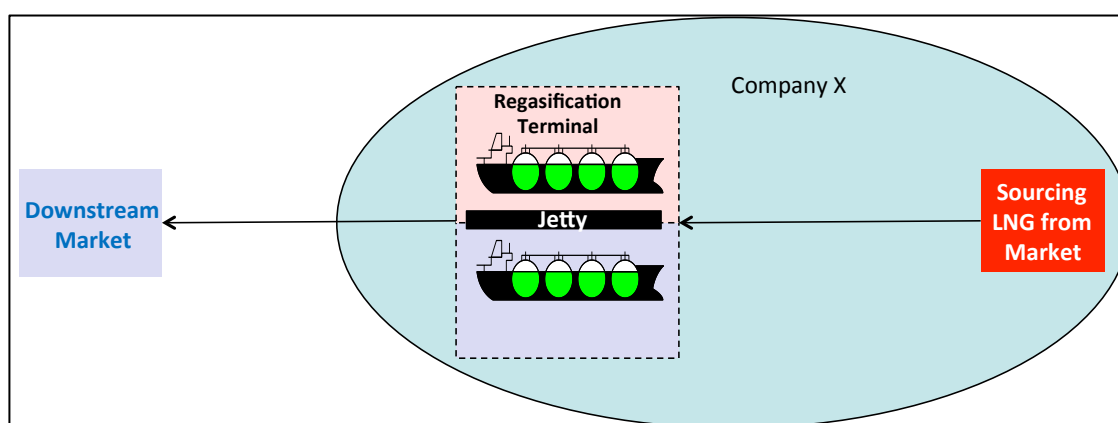 Company X
Regasification
Terminal
Jetty
Downstream
Market
Sourcing
LNG from
Market